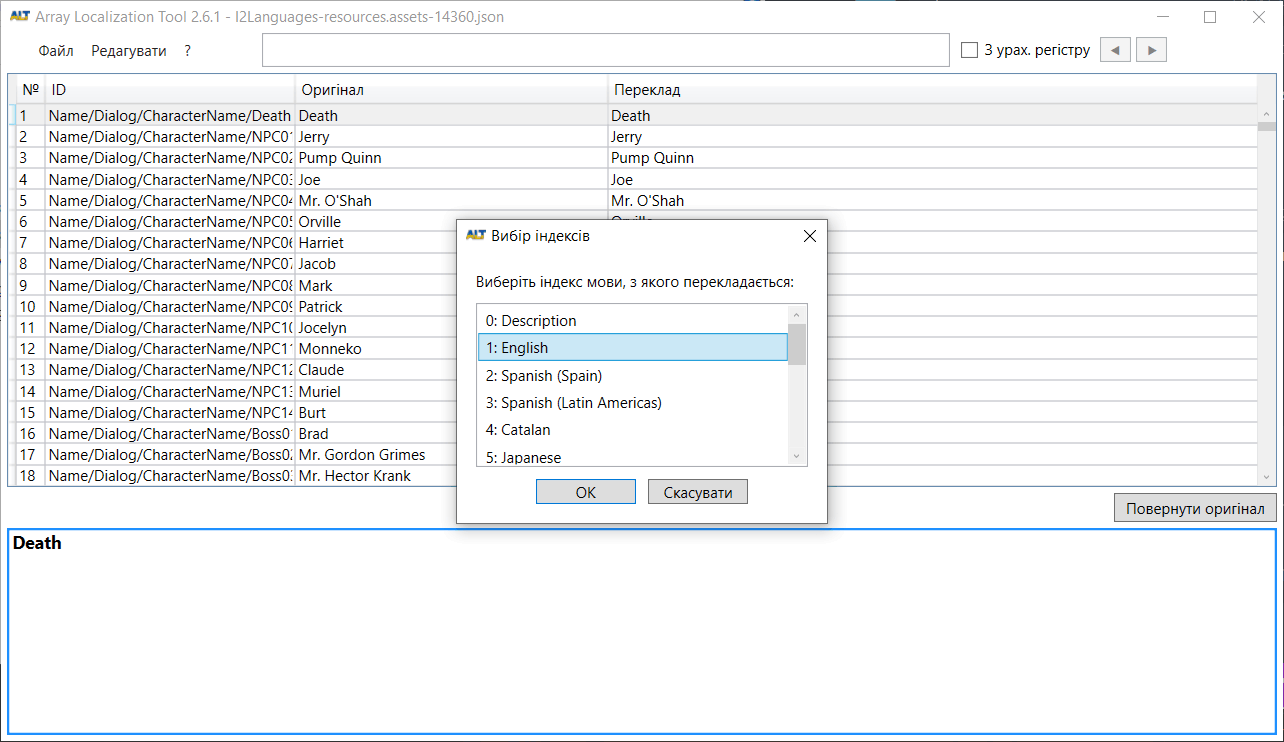 ALT Array Localization Tool 2.6.1 - I2Languages-resources.assets-14360.json
Файл Редагувати ? З урах. регістру
№ ID Оригінал Переклад
1 Name/Dialog/CharacterName/Death Death Death
2 Name/Dialog/CharacterName/NPC01 Jerry Jerry
3 Name/Dialog/CharacterName/NPC02 Pump Quinn Pump Quinn
4 Name/Dialog/CharacterName/NPC03 Joe Joe
5 Name/Dialog/CharacterName/NPC04 Mr. O'Shah Mr. O'Shah
6 Name/Dialog/CharacterName/NPC05 Orville Orville
7 Name/Dialog/CharacterName/NPC06 Harriet
8 Name/Dialog/CharacterName/NPC07 Jacob
9 Name/Dialog/CharacterName/NPC08 Mark
10 Name/Dialog/CharacterName/NPC09 Patrick
11 Name/Dialog/CharacterName/NPC10 Jocelyn
12 Name/Dialog/CharacterName/NPC11 Monneko
13 Name/Dialog/CharacterName/NPC12 Claude
14 Name/Dialog/CharacterName/NPC13 Muriel
15 Name/Dialog/CharacterName/NPC14 Burt
16 Name/Dialog/CharacterName/Boss01 Brad
17 Name/Dialog/CharacterName/Boss02 Mr. Gordon Grimes
18 Name/Dialog/CharacterName/Boss03 Mr. Hector Krank
ALT Вибір індексів
Виберіть індекс мови, з якого перекладається:
0: Description
1: English
2: Spanish (Spain)
3: Spanish (Latin Americas)
4: Catalan
5: Japanese
OK Скасувати
Повернути оригінал
Death